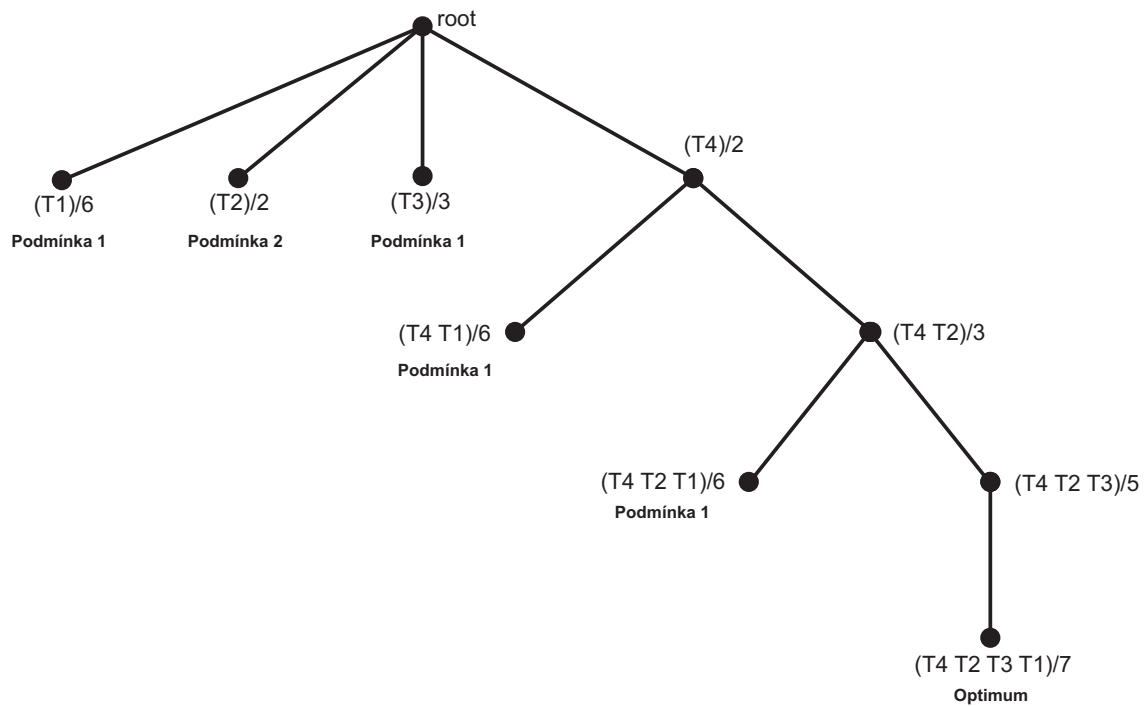 root
(T4)/2
(T1)/6
(T2)/2
(T3)/3
Podmínka 1
Podmínka 2
Podmínka 1
(T4 T1)/6
(T4 T2)/3
Podmínka 1
(T4 T2 T1)/6
(T4 T2 T3)/5
Podmínka 1
(T4 T2 T3 T1)/7
Optimum